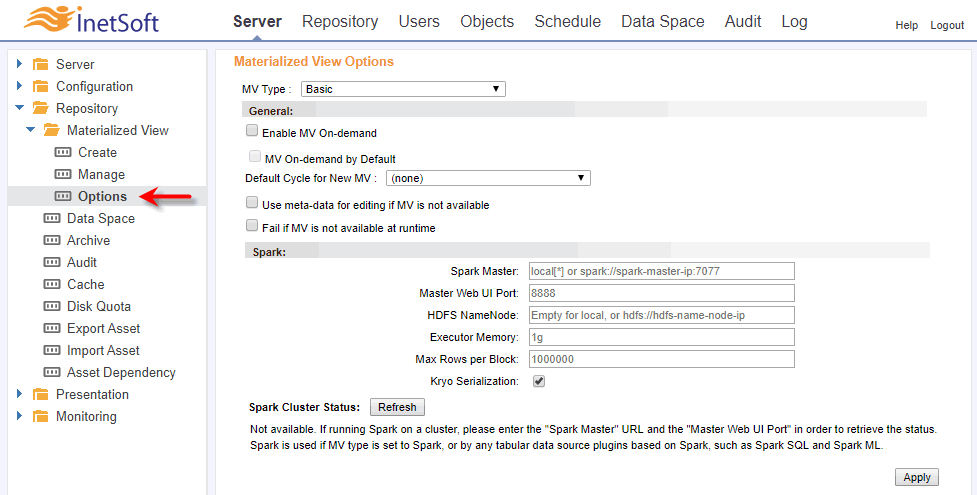 InetSoft
Server Repository Users Objects Schedule Data Space Audit Log Help Logout
Server
Configuration
Repository
Materialized View
Create
Manage
Options
Data Space
Archive
Audit
Cache
Disk Quota
Export Asset
Import Asset
Asset Dependency
Presentation
Monitoring
Materialized View Options
MV Type : Basic
General:
Enable MV On-demand
MV On-demand by Default
Default Cycle for New MV : (none)
Use meta-data for editing if MV is not available
Fail if MV is not available at runtime
Spark:
Spark Master: local[*] or spark://spark-master-ip:7077
Master Web UI Port: 8888
HDFS NameNode: Empty for local, or hdfs://hdfs-name-node-ip
Executor Memory: 1g
Max Rows per Block: 1000000
Kryo Serialization:
Spark Cluster Status: Refresh
Not available. If running Spark on a cluster, please enter the "Spark Master" URL and the "Master Web UI Port" in order to retrieve the status.
Spark is used if MV type is set to Spark, or by any tabular data source plugins based on Spark, such as Spark SQL and Spark ML.
Apply